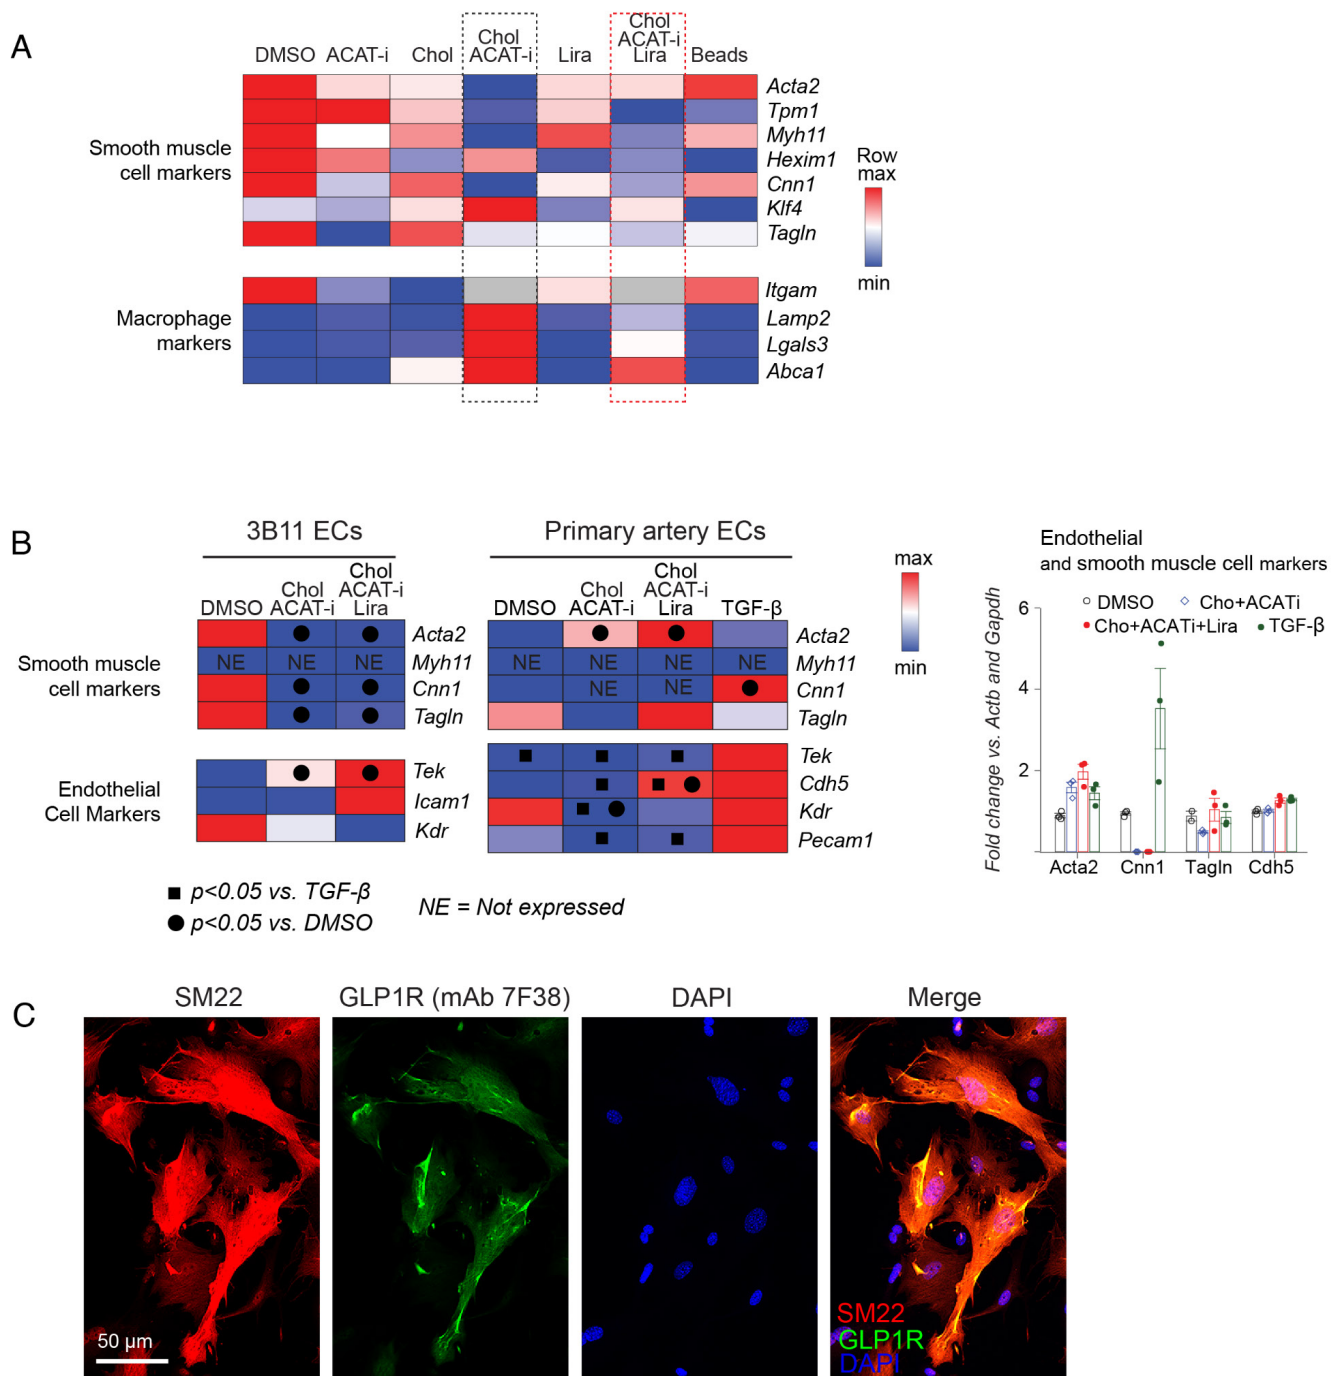 A
DMSO ACAT-i Chol Chol ACAT-i Lira Chol ACAT-i Lira Beads
Smooth muscle
cell markers
Acta2
Tpm1
Myh11
Hexim1
Cnn1
Klf4
Tagln
Row
max
min
Macrophage
markers
Itgam
Lamp2
Lgals3
Abca1
B
3B11 ECs
DMSO Chol ACAT-i Chol ACAT-i Lira
Smooth muscle
cell markers
Acta2
NE NE NE Myh11
Cnn1
Tagln
Endothelial
Cell Markers
Tek
Icam1
Kdr
Primary artery ECs
DMSO Chol ACAT-i Chol ACAT-i Lira TGF-β
Acta2
NE NE NE NE Myh11
NE NE Cnn1
Tagln
Tek
Cdh5
Kdr
Pecam1
max
min
■ p<0.05 vs. TGF-β
● p<0.05 vs. DMSO
NE = Not expressed
Endothelial
and smooth muscle cell markers
DMSO Cho+ACATi
Cho+ACATi+Lira TGF-β
Fold change vs. Actb and Gapdh
6
4
2
Acta2 Cnn1 Tagln Cdh5
C
SM22 GLP1R (mAb 7F38) DAPI Merge
50 µm
SM22
GLP1R
DAPI